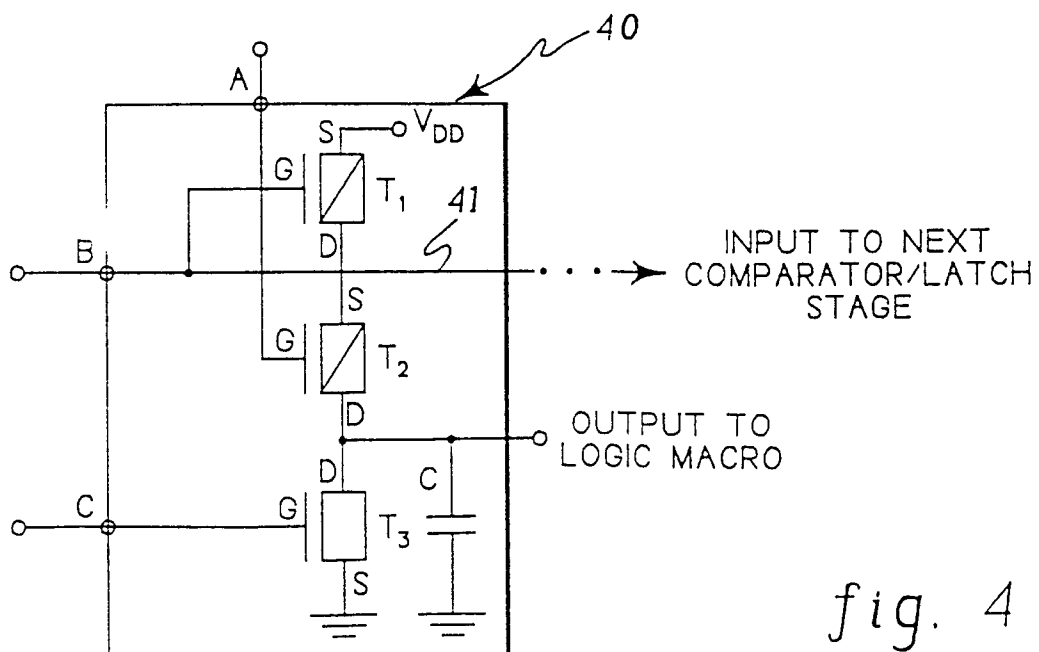 40
A
S
V_DD
G
T_1
41
D
B
INPUT TO NEXT
COMPARATOR/LATCH
STAGE
S
G
T_2
D
OUTPUT TO
LOGIC MACRO
D
C
C
G
T_3
S
fig. 4